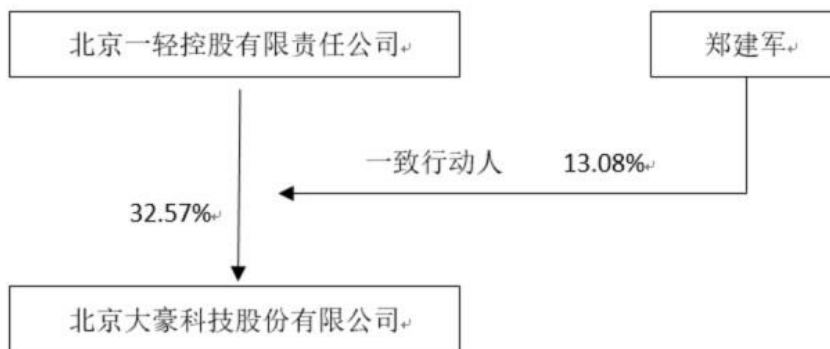 北京一轻控股有限责任公司
郑建军
一致行动人 13.08%
32.57%
北京大豪科技股份有限公司